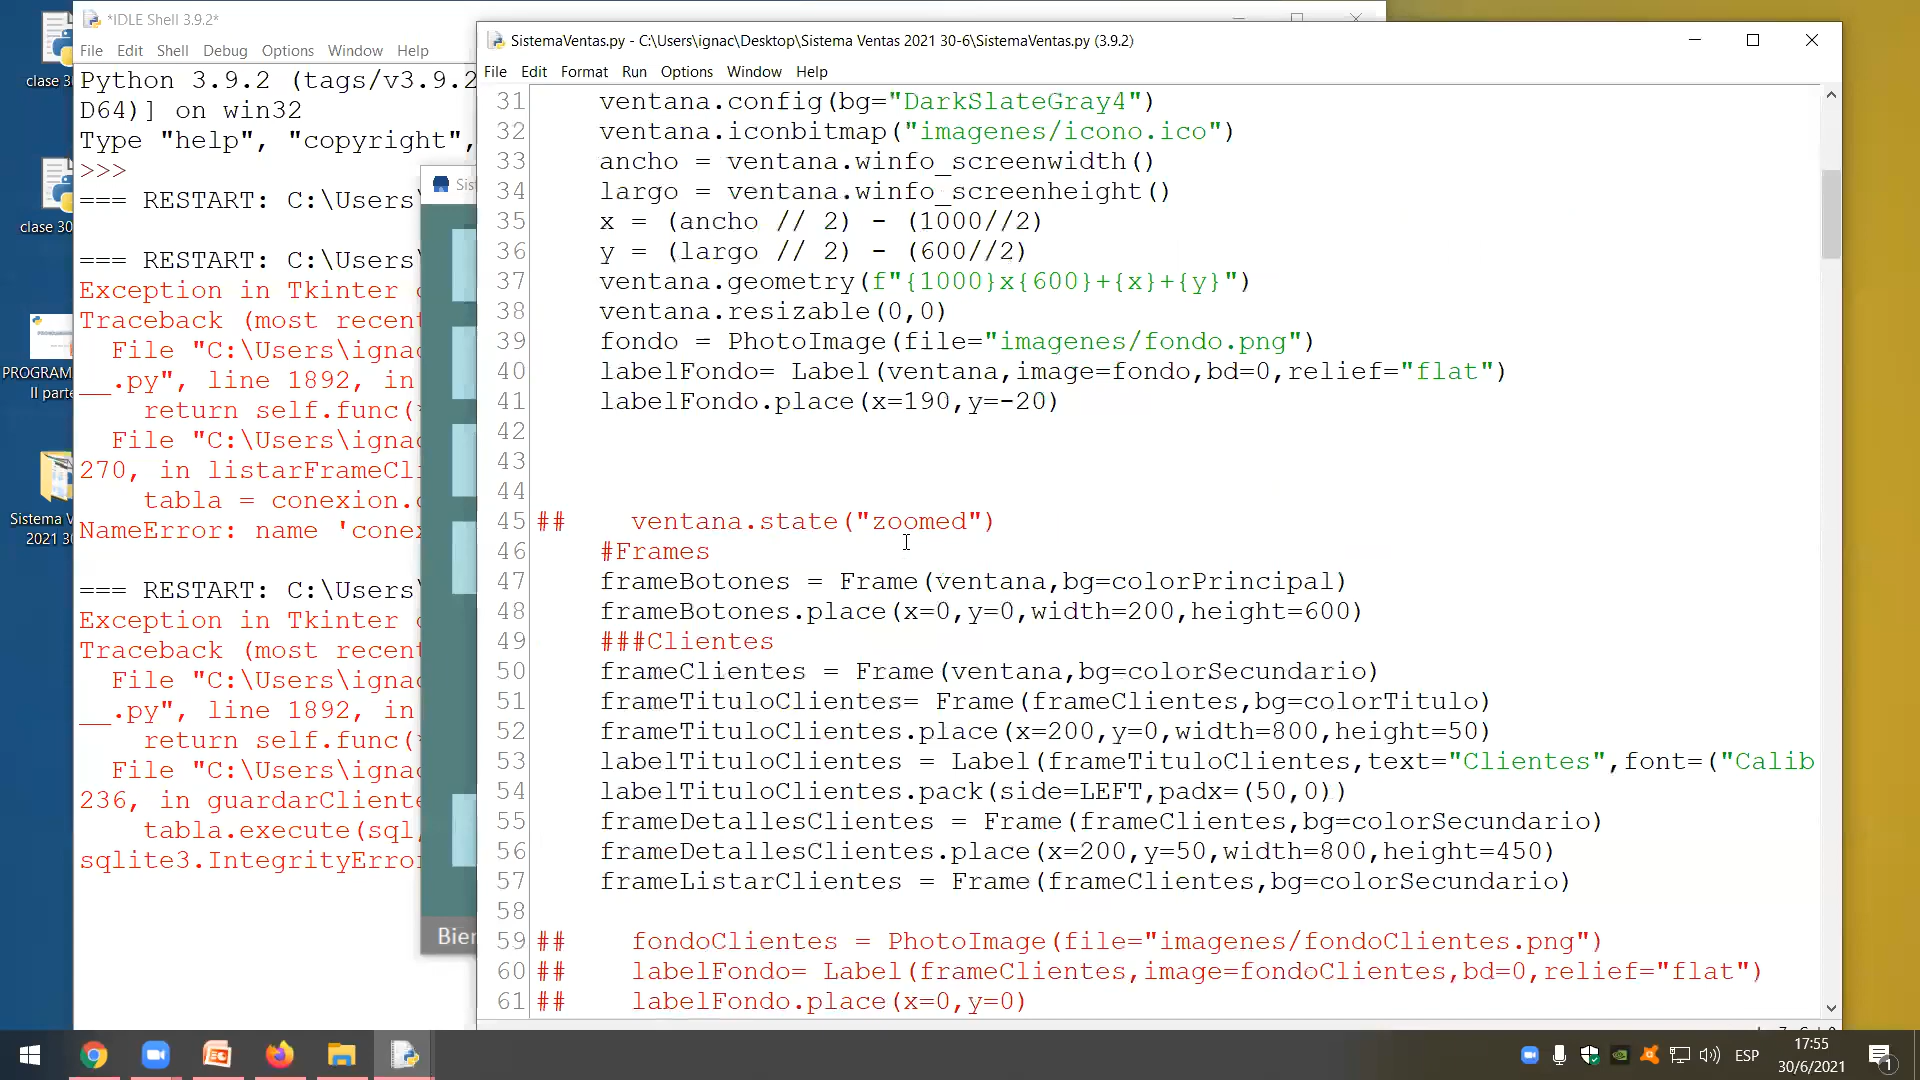 *IDLE Shell 3.9.2*
File Edit Shell Debug Options Window Help
Python 3.9.2 (tags/v3.9.2
D64)] on win32
Type "help", "copyright",
>>>
=== RESTART: C:\Users\
=== RESTART: C:\Users\
Exception in Tkinter
Traceback (most recent
File "C:\Users\ignac
__.py", line 1892, in
return self.func(
File "C:\Users\ignac
270, in listarFrameCl
tabla = conexion.
NameError: name 'conex
=== RESTART: C:\Users\
Exception in Tkinter
Traceback (most recent
File "C:\Users\ignac
__.py", line 1892, in
return self.func(
File "C:\Users\ignac
236, in guardarCliente
tabla.execute(sql,
sqlite3.IntegrityError
clase 30
clase 30
PROGRAM
II parte
Sistema V
2021 30
Sis
Bien
SistemaVentas.py - C:\Users\ignac\Desktop\Sistema Ventas 2021 30-6\SistemaVentas.py (3.9.2)
File Edit Format Run Options Window Help
31 ventana.config(bg="DarkSlateGray4")
32 ventana.iconbitmap("imagenes/icono.ico")
33 ancho = ventana.winfo_screenwidth()
34 largo = ventana.winfo_screenheight()
35 x = (ancho // 2) - (1000//2)
36 y = (largo // 2) - (600//2)
37 ventana.geometry(f"{1000}x{600}+{x}+{y}")
38 ventana.resizable(0,0)
39 fondo = PhotoImage(file="imagenes/fondo.png")
40 labelFondo= Label(ventana,image=fondo,bd=0,relief="flat")
41 labelFondo.place(x=190,y=-20)
42
43
44
45 ## ventana.state("zoomed")
46 #Frames
47 frameBotones = Frame(ventana,bg=colorPrincipal)
48 frameBotones.place(x=0,y=0,width=200,height=600)
49 ###Clientes
50 frameClientes = Frame(ventana,bg=colorSecundario)
51 frameTituloClientes= Frame(frameClientes,bg=colorTitulo)
52 frameTituloClientes.place(x=200,y=0,width=800,height=50)
53 labelTituloClientes = Label(frameTituloClientes,text="Clientes",font=("Calib
54 labelTituloClientes.pack(side=LEFT,padx=(50,0))
55 frameDetallesClientes = Frame(frameClientes,bg=colorSecundario)
56 frameDetallesClientes.place(x=200,y=50,width=800,height=450)
57 frameListarClientes = Frame(frameClientes,bg=colorSecundario)
58
59 ## fondoClientes = PhotoImage(file="imagenes/fondoClientes.png")
60 ## labelFondo= Label(frameClientes,image=fondoClientes,bd=0,relief="flat")
61 ## labelFondo.place(x=0,y=0)
ESP
17:55
30/6/2021
1